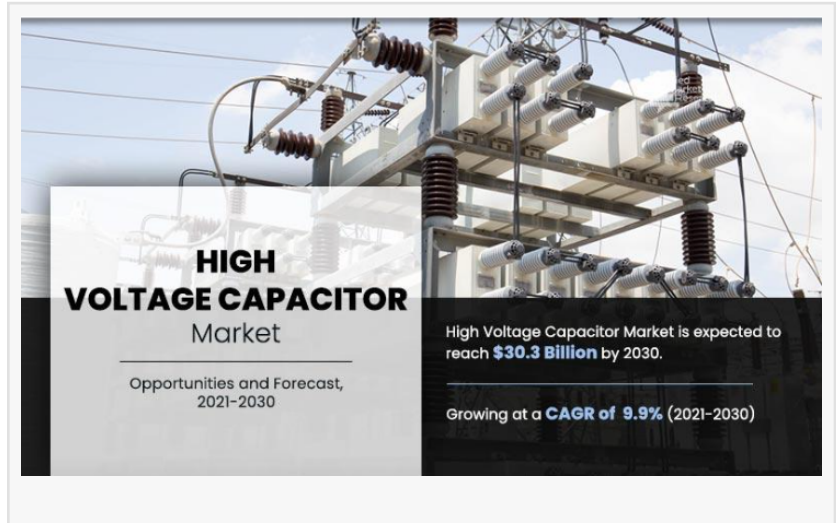 HIGH
VOLTAGE CAPACITOR
Market
Opportunities and Forecast,
2021-2030
High Voltage Capacitor Market is expected to
reach $30.3 Billion by 2030.
Growing at a CAGR of 9.9% (2021-2030)